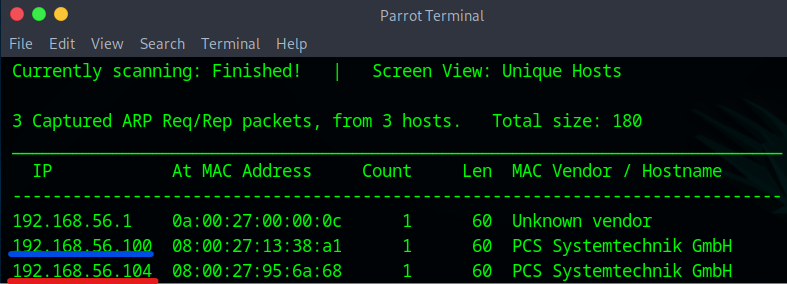 Parrot Terminal
File Edit View Search Terminal Help
Currently scanning: Finished! | Screen View: Unique Hosts
3 Captured ARP Req/Rep packets, from 3 hosts. Total size: 180
_____________________________________________________________________________
IP At MAC Address Count Len MAC Vendor / Hostname
-----------------------------------------------------------------------------
192.168.56.1 0a:00:27:00:00:0c 1 60 Unknown vendor
192.168.56.100 08:00:27:13:38:a1 1 60 PCS Systemtechnik GmbH
192.168.56.104 08:00:27:95:6a:68 1 60 PCS Systemtechnik GmbH